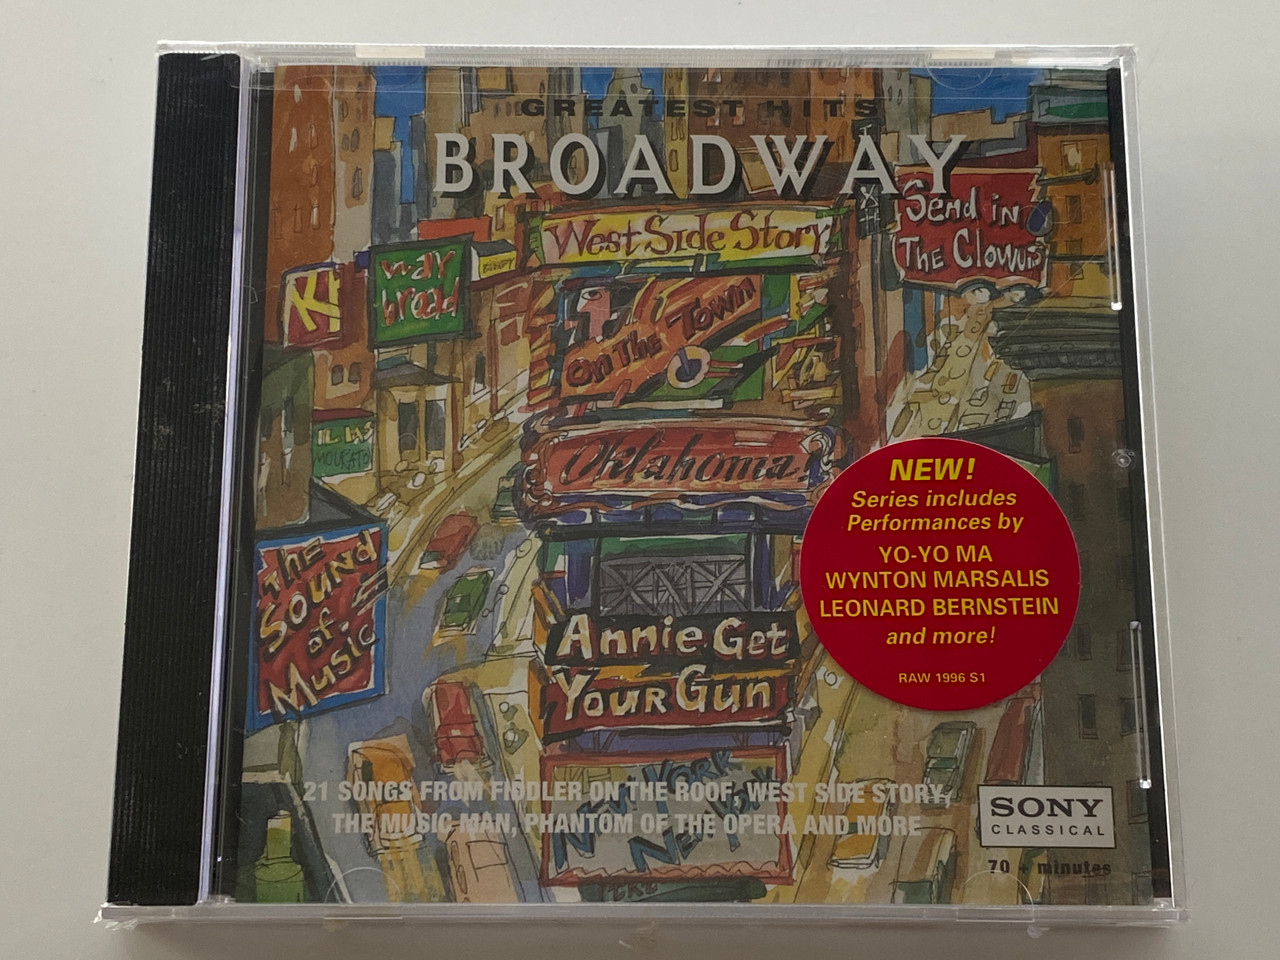 GREATEST HITS
BROADWAY
West Side Story
Send in
The Clowns
way
broad
On The Town
Oklahoma!
NEW!
Series includes
Performances by
YO-YO MA
WYNTON MARSALIS
LEONARD BERNSTEIN
and more!
RAW 1996 S1
The
Sound
of
Music
Annie Get
Your Gun
New York
New York
21 SONGS FROM FIDDLER ON THE ROOF, WEST SIDE STORY,
THE MUSIC MAN, PHANTOM OF THE OPERA AND MORE
SONY
CLASSICAL
70 + minutes